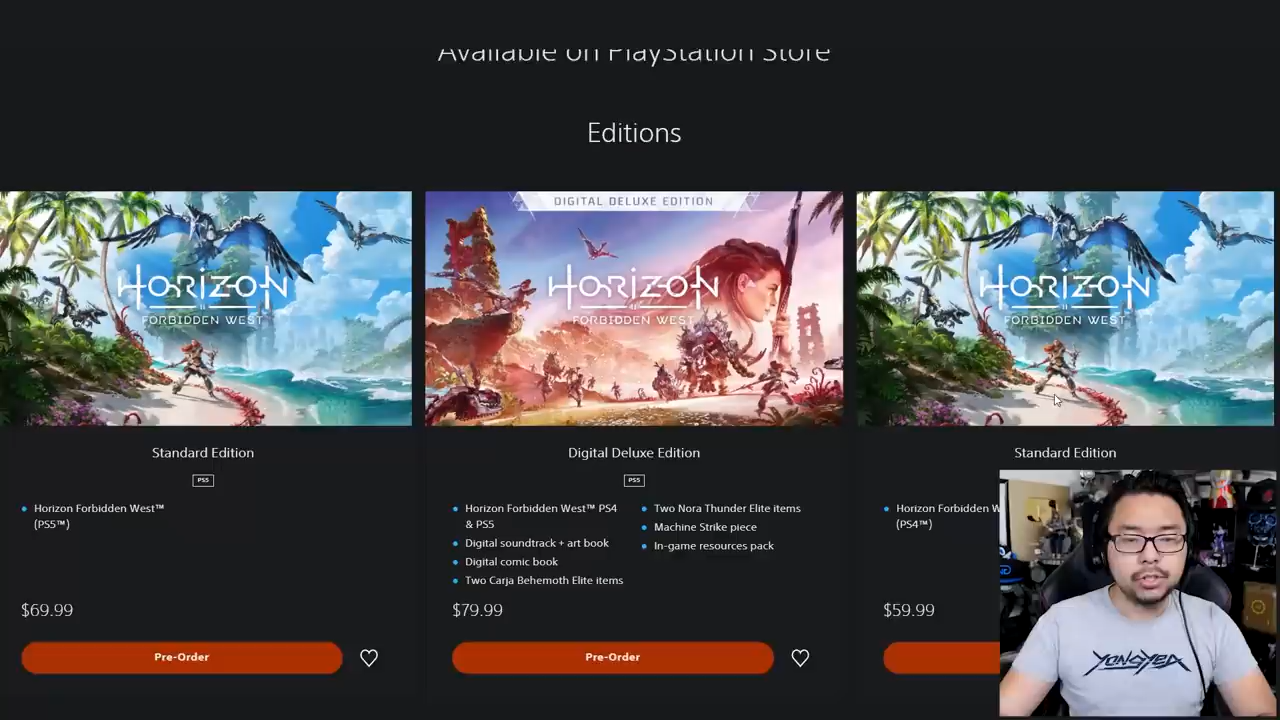 Available on PlayStation Store
Editions
HORIZON
FORBIDDEN WEST
Standard Edition
PS5
Horizon Forbidden West™
(PS5™)
$69.99
Pre-Order
DIGITAL DELUXE EDITION
HORIZON
FORBIDDEN WEST
Digital Deluxe Edition
PS5
Horizon Forbidden West™ PS4
& PS5
Digital soundtrack + art book
Digital comic book
Two Carja Behemoth Elite items
Two Nora Thunder Elite items
Machine Strike piece
In-game resources pack
$79.99
Pre-Order
HORIZON
FORBIDDEN WEST
Standard Edition
Horizon Forbidden W
(PS4™)
$59.99
YONGYEA